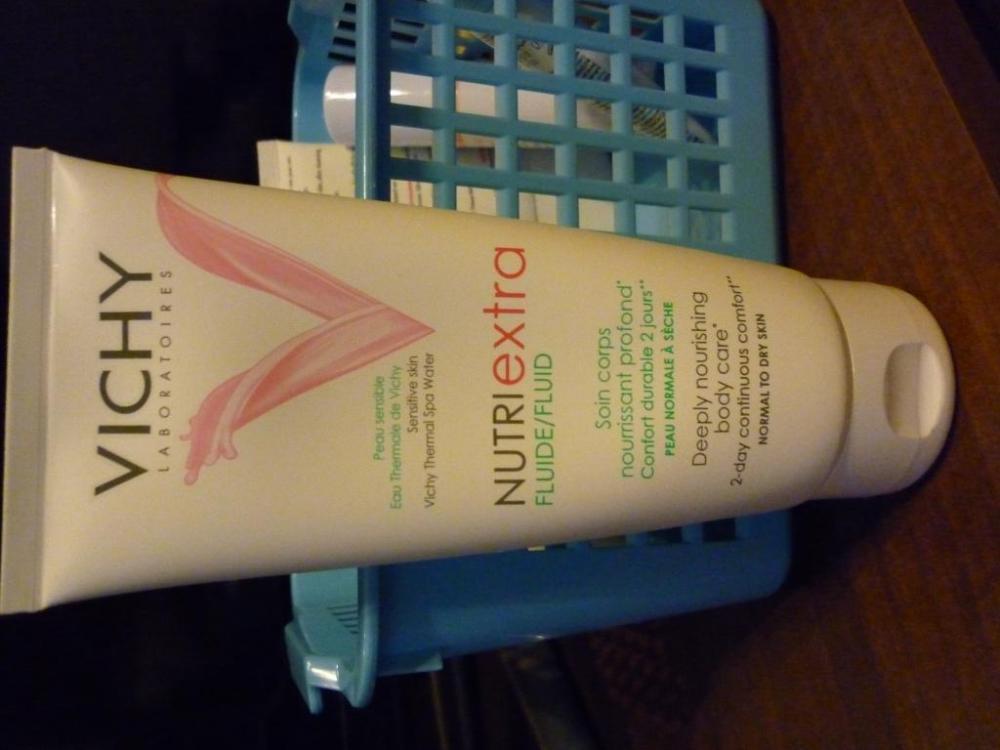 VICHY
LABORATOIRES
Peau sensible
Eau Thermale de Vichy
Sensitive skin
Vichy Thermal Spa Water
NUTRIextra
FLUIDE/FLUID
Soin corps
nourrissant profond*
Confort durable 2 jours**
PEAU NORMALE À SÈCHE
Deeply nourishing
body care*
2-day continuous comfort**
NORMAL TO DRY SKIN